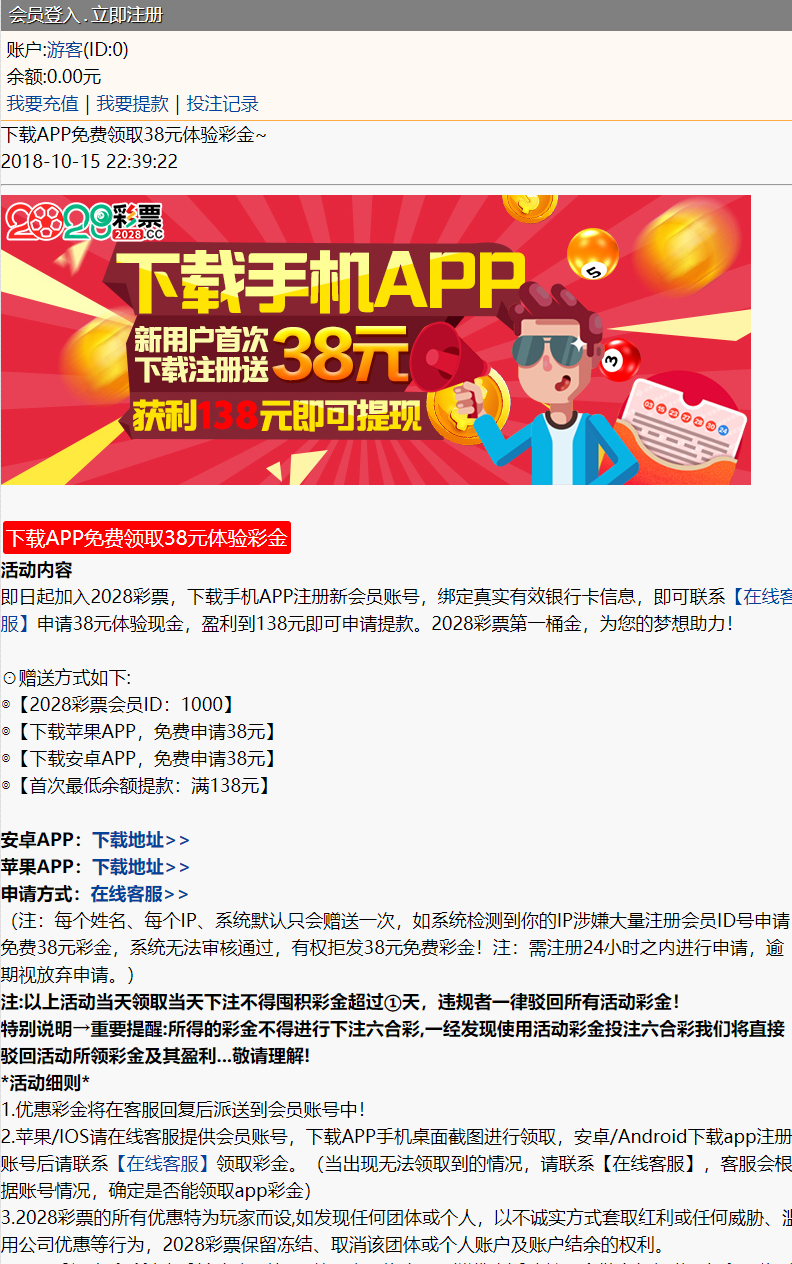 会员登入 . 立即注册
账户:游客(ID:0)
余额:0.00元
我要充值 | 我要提款 | 投注记录
下载APP免费领取38元体验彩金~
2018-10-15 22:39:22
2028彩票
2028.CC
下载手机APP
新用户首次
下载注册送
38元
获利138元即可提现
5
3
03 16 23 27 28 30 24
下载APP免费领取38元体验彩金
活动内容
即日起加入2028彩票，下载手机APP注册新会员账号，绑定真实有效银行卡信息，即可联系【在线客
服】申请38元体验现金，盈利到138元即可申请提款。2028彩票第一桶金，为您的梦想助力！
⊙赠送方式如下:
◎【2028彩票会员ID：1000】
◎【下载苹果APP，免费申请38元】
◎【下载安卓APP，免费申请38元】
◎【首次最低余额提款：满138元】
安卓APP：下载地址>>
苹果APP：下载地址>>
申请方式：在线客服>>
（注：每个姓名、每个IP、系统默认只会赠送一次，如系统检测到你的IP涉嫌大量注册会员ID号申请
免费38元彩金，系统无法审核通过，有权拒发38元免费彩金！注：需注册24小时之内进行申请，逾
期视放弃申请。）
注:以上活动当天领取当天下注不得囤积彩金超过①天，违规者一律驳回所有活动彩金！
特别说明→重要提醒:所得的彩金不得进行下注六合彩,一经发现使用活动彩金投注六合彩我们将直接
驳回活动所领彩金及其盈利...敬请理解!
*活动细则*
1.优惠彩金将在客服回复后派送到会员账号中！
2.苹果/IOS请在线客服提供会员账号，下载APP手机桌面截图进行领取，安卓/Android下载app注册
账号后请联系【在线客服】领取彩金。（当出现无法领取到的情况，请联系【在线客服】，客服会根
据账号情况，确定是否能领取app彩金）
3.2028彩票的所有优惠特为玩家而设,如发现任何团体或个人，以不诚实方式套取红利或任何威胁、滥
用公司优惠等行为，2028彩票保留冻结、取消该团体或个人账户及账户结余的权利。